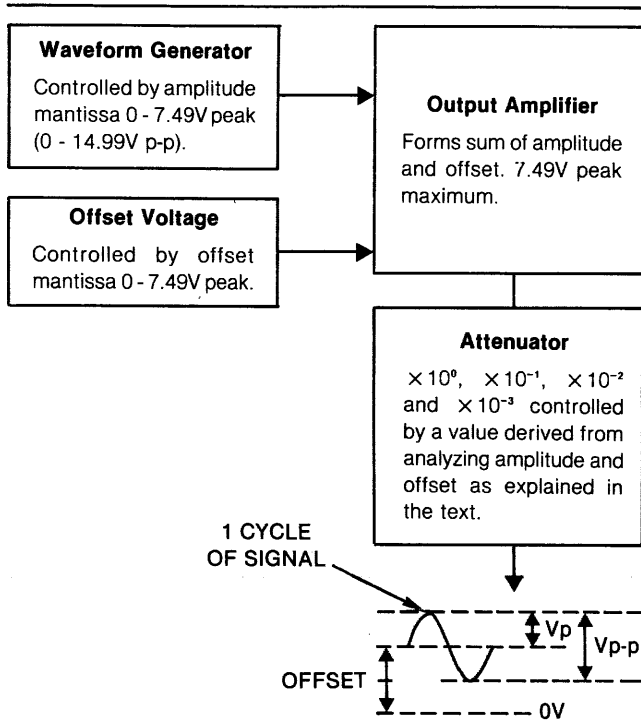 Waveform Generator
Controlled by amplitude
mantissa 0 - 7.49V peak
(0 - 14.99V p-p).
Offset Voltage
Controlled by offset
mantissa 0 - 7.49V peak.
Output Amplifier
Forms sum of amplitude
and offset. 7.49V peak
maximum.
Attenuator
×10⁰, ×10⁻¹, ×10⁻²
and ×10⁻³ controlled
by a value derived from
analyzing amplitude and
offset as explained in
the text.
1 CYCLE
OF SIGNAL
Vp
Vp-p
OFFSET
0V